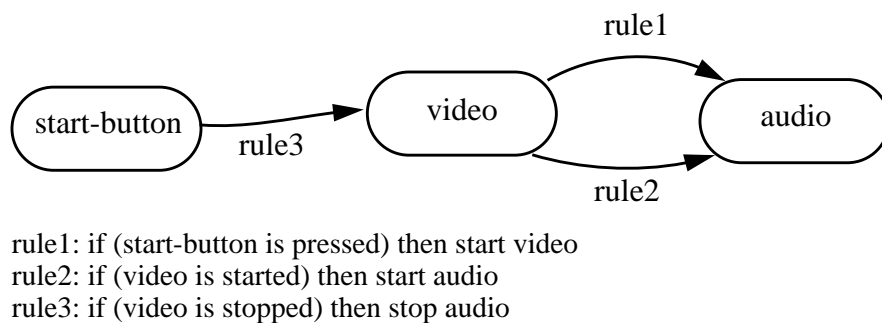 rule1
start-button
video
audio
rule3
rule2
rule1: if (start-button is pressed) then start video
rule2: if (video is started) then start audio
rule3: if (video is stopped) then stop audio